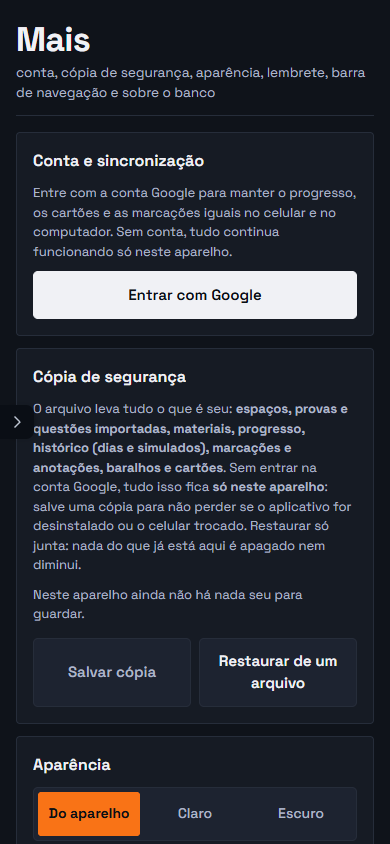 Mais
conta, cópia de segurança, aparência, lembrete, barra
de navegação e sobre o banco
Conta e sincronização
Entre com a conta Google para manter o progresso,
os cartões e as marcações iguais no celular e no
computador. Sem conta, tudo continua
funcionando só neste aparelho.
Entrar com Google
Cópia de segurança
O arquivo leva tudo o que é seu: espaços, provas e
questões importadas, materiais, progresso,
histórico (dias e simulados), marcações e
anotações, baralhos e cartões. Sem entrar na
conta Google, tudo isso fica só neste aparelho:
salve uma cópia para não perder se o aplicativo for
desinstalado ou o celular trocado. Restaurar só
junta: nada do que já está aqui é apagado nem
diminui.
Neste aparelho ainda não há nada seu para
guardar.
Salvar cópia
Restaurar de um
arquivo
Aparência
Do aparelho
Claro
Escuro